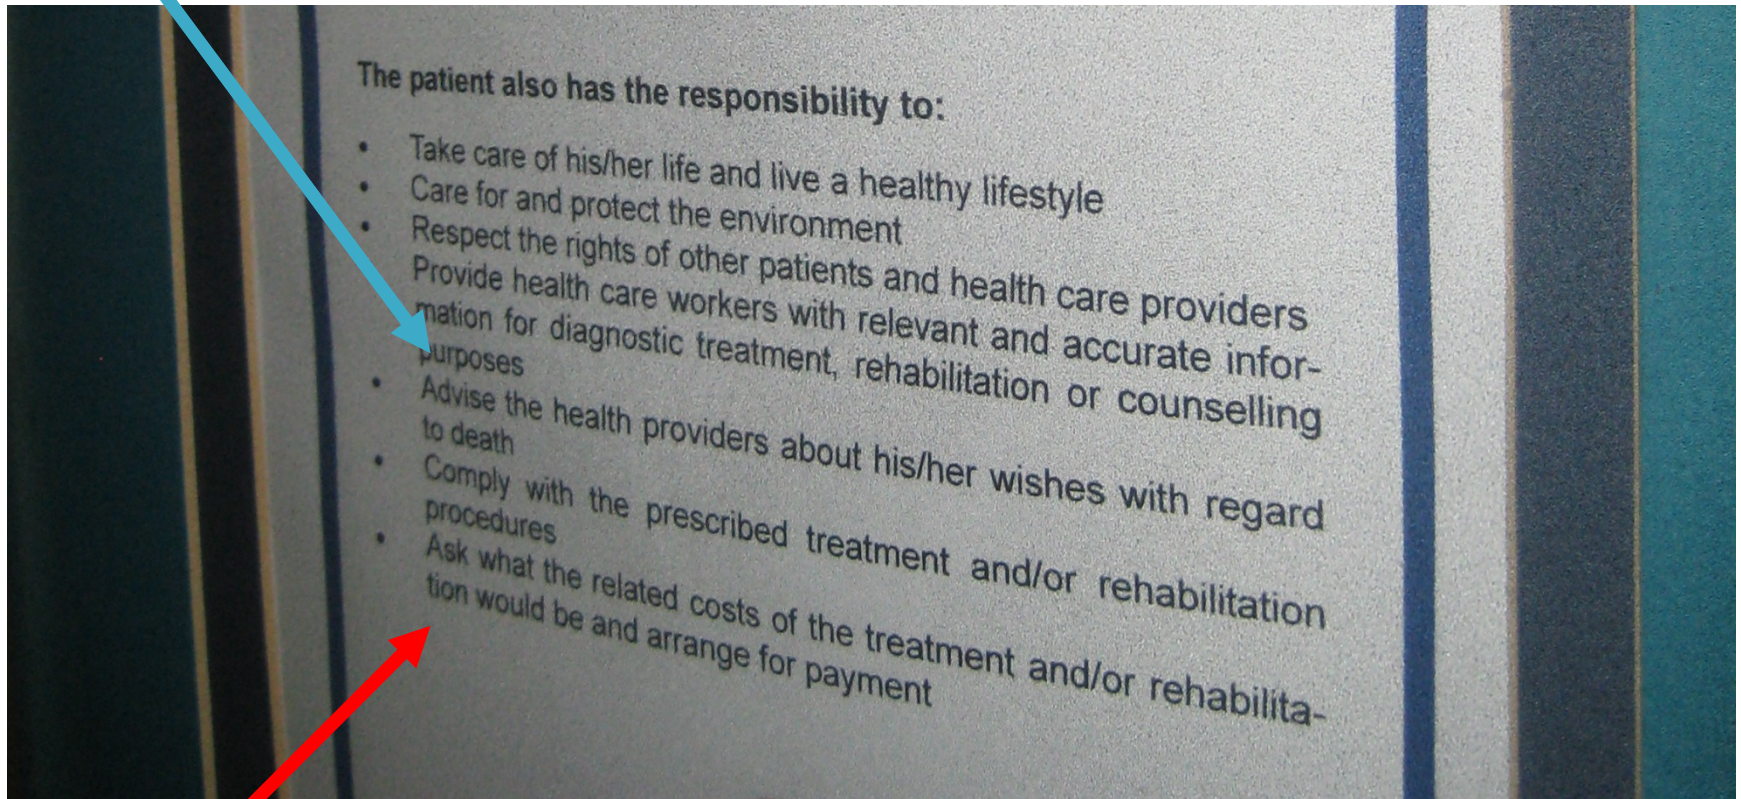 The patient also has the responsibility to:
• Take care of his/her life and live a healthy lifestyle
• Care for and protect the environment
• Respect the rights of other patients and health care providers
Provide health care workers with relevant and accurate infor-
mation for diagnostic treatment, rehabilitation or counselling
purposes
• Advise the health providers about his/her wishes with regard
to death
• Comply with the prescribed treatment and/or rehabilitation
procedures
• Ask what the related costs of the treatment and/or rehabilita-
tion would be and arrange for payment